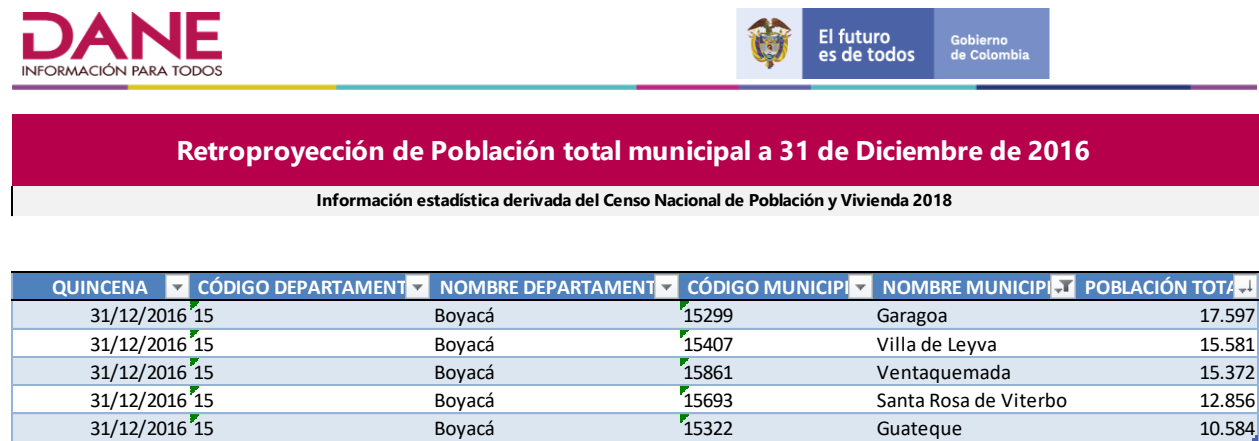 DANE
INFORMACIÓN PARA TODOS
El futuro
es de todos
Gobierno
de Colombia
Retroproyección de Población total municipal a 31 de Diciembre de 2016
Información estadística derivada del Censo Nacional de Población y Vivienda 2018
QUINCENA CÓDIGO DEPARTAMENT NOMBRE DEPARTAMENT CÓDIGO MUNICIPI NOMBRE MUNICIPI POBLACIÓN TOTA
31/12/2016 15 Boyacá 15299 Garagoa 17.597
31/12/2016 15 Boyacá 15407 Villa de Leyva 15.581
31/12/2016 15 Boyacá 15861 Ventaquemada 15.372
31/12/2016 15 Boyacá 15693 Santa Rosa de Viterbo 12.856
31/12/2016 15 Boyacá 15322 Guateque 10.584